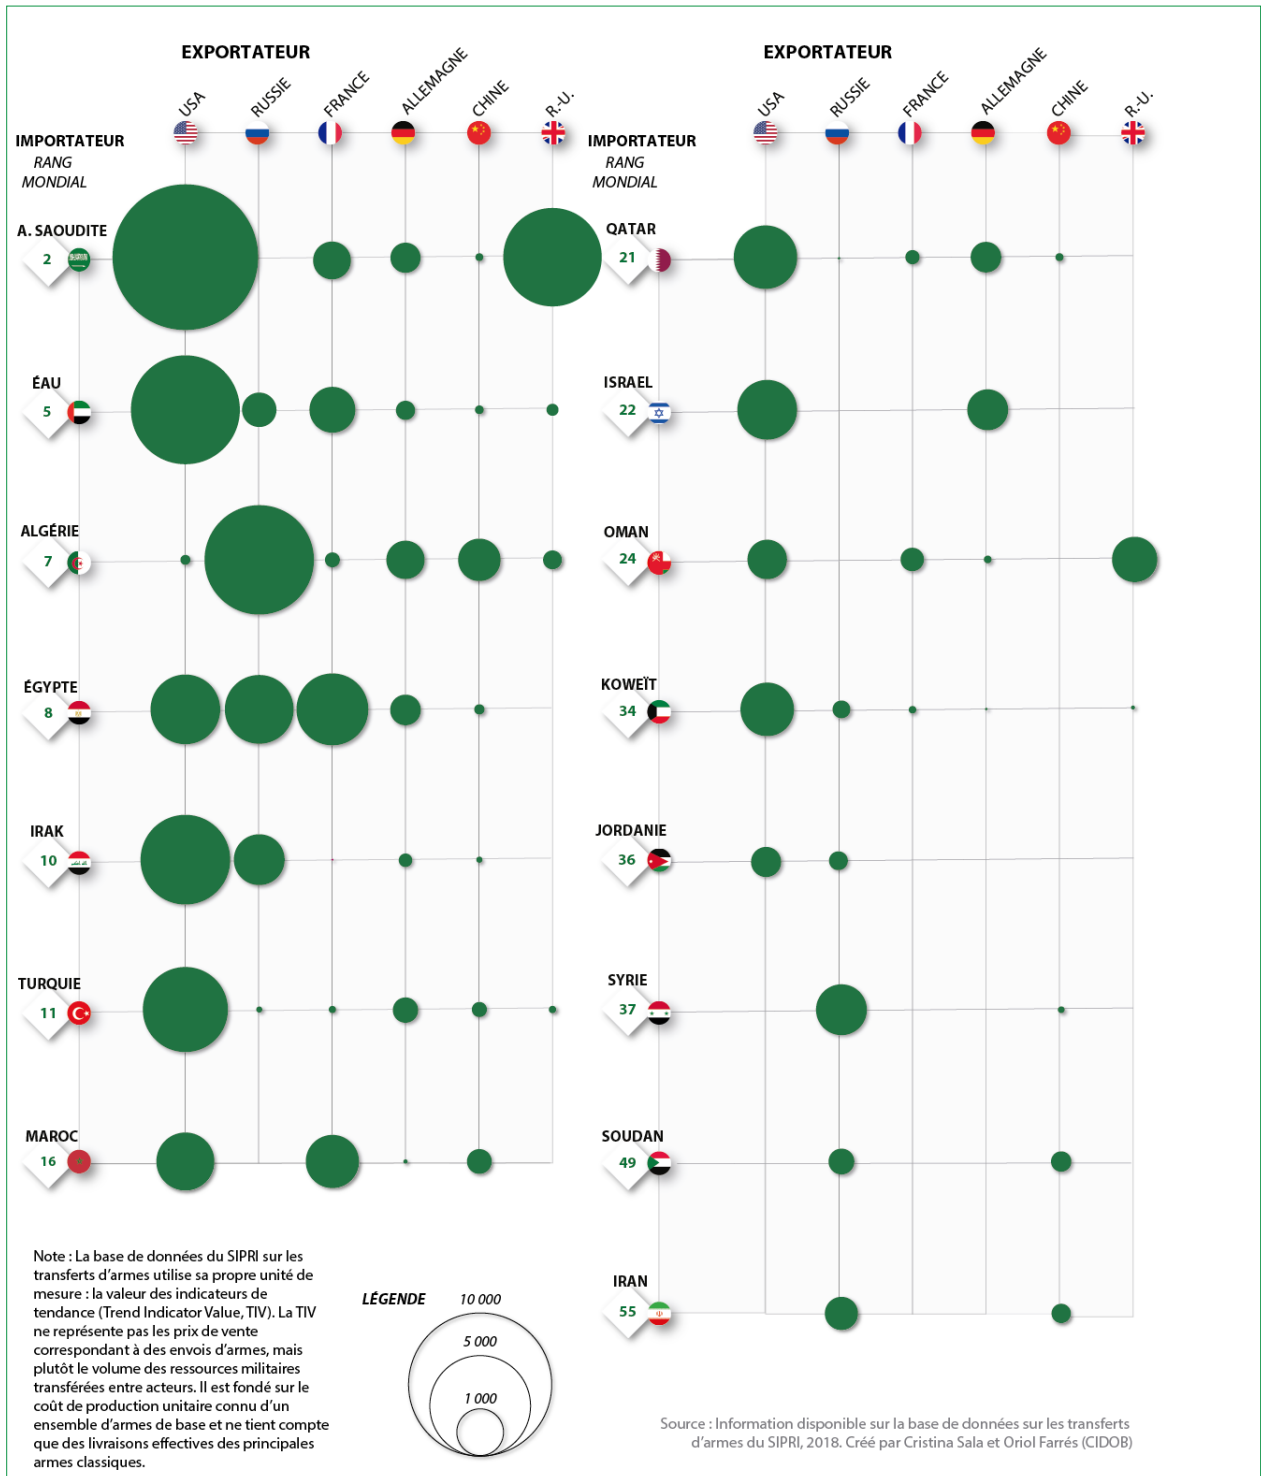 EXPORTATEUR
USA
RUSSIE
FRANCE
ALLEMAGNE
CHINE
R.-U.
IMPORTATEUR
RANG
MONDIAL
A. SAOUDITE
2
ÉAU
5
ALGÉRIE
7
ÉGYPTE
8
IRAK
10
TURQUIE
11
MAROC
16
EXPORTATEUR
USA
RUSSIE
FRANCE
ALLEMAGNE
CHINE
R.-U.
IMPORTATEUR
RANG
MONDIAL
QATAR
21
ISRAEL
22
OMAN
24
KOWEÏT
34
JORDANIE
36
SYRIE
37
SOUDAN
49
IRAN
55
Note : La base de données du SIPRI sur les
transferts d'armes utilise sa propre unité de
mesure : la valeur des indicateurs de
tendance (Trend Indicator Value, TIV). La TIV
ne représente pas les prix de vente
correspondant à des envois d'armes, mais
plutôt le volume des ressources militaires
transférées entre acteurs. Il est fondé sur le
coût de production unitaire connu d'un
ensemble d'armes de base et ne tient compte
que des livraisons effectives des principales
armes classiques.
LÉGENDE
10 000
5 000
1 000
Source : Information disponible sur la base de données sur les transferts
d'armes du SIPRI, 2018. Créé par Cristina Sala et Oriol Farrés (CIDOB)